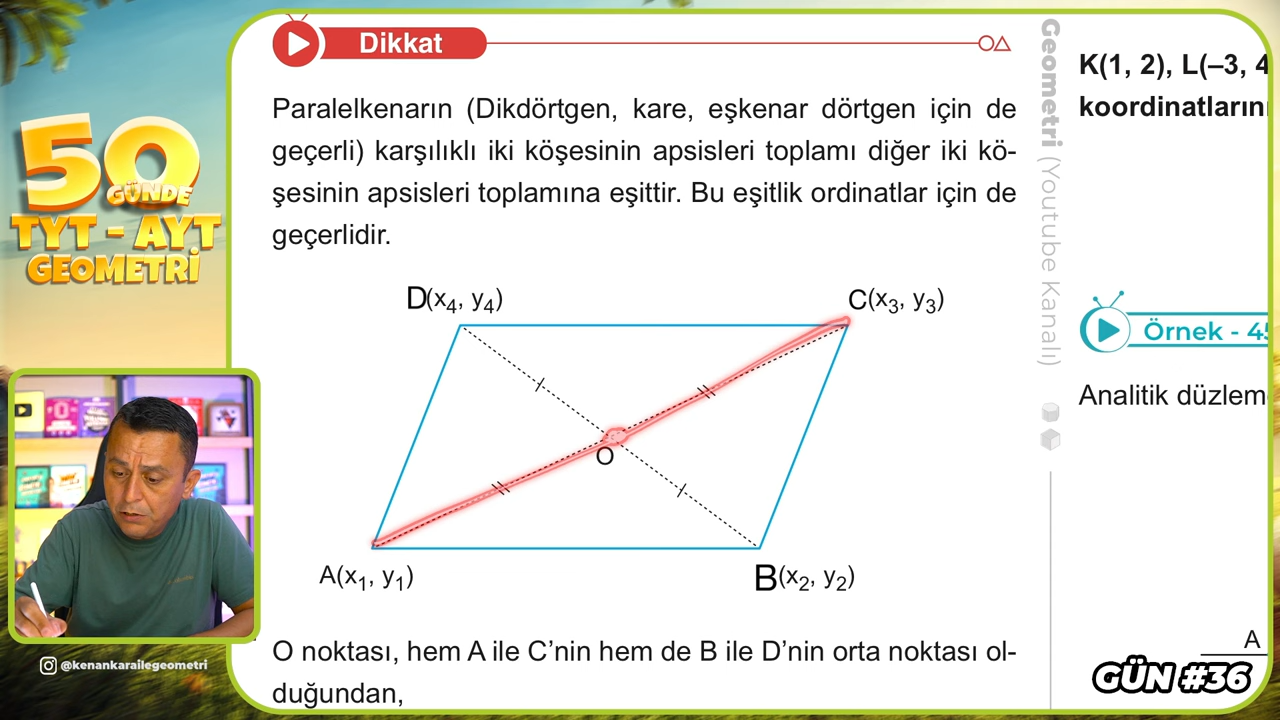 50
GÜNDE
TYT - AYT
GEOMETRİ
Dikkat
Paralelkenarın (Dikdörtgen, kare, eşkenar dörtgen için de
geçerli) karşılıklı iki köşesinin apsisleri toplamı diğer iki kö-
şesinin apsisleri toplamına eşittir. Bu eşitlik ordinatlar için de
geçerlidir.
D(x₄, y₄)
C(x₃, y₃)
O
A(x₁, y₁)
B(x₂, y₂)
O noktası, hem A ile C’nin hem de B ile D’nin orta noktası ol-
duğundan,
Geometri (Youtube Kanalı)
K(1, 2), L(–3, 4
koordinatların
Örnek - 45
Analitik düzlem
A
GÜN #36
@kenankarailegeometri